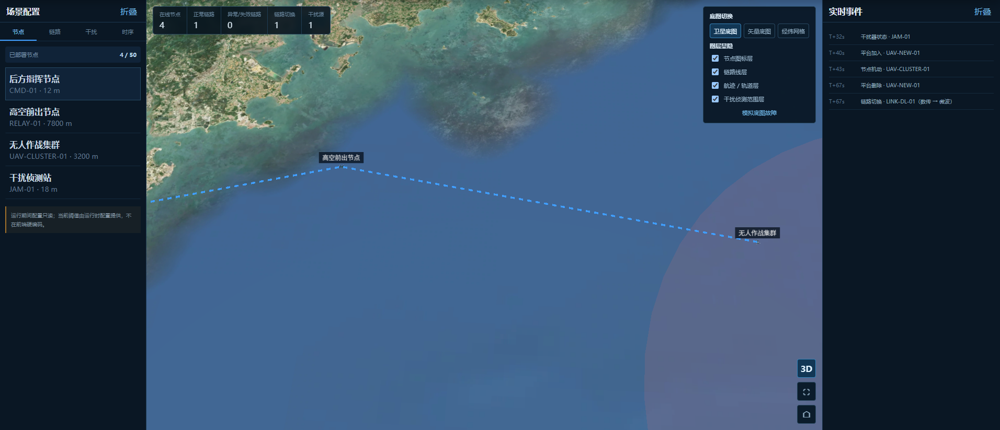 场景配置
折叠
节点
链路
干扰
时序
已部署节点
4 / 50
后方指挥节点
CMD-01 · 12 m
高空前出节点
RELAY-01 · 7800 m
无人作战集群
UAV-CLUSTER-01 · 3200 m
干扰侦测站
JAM-01 · 18 m
运行期间配置只读；当前阈值由运行时配置提供，不
在前端硬编码。
在线节点
4
正常链路
1
异常/失效链路
0
链路切换
1
干扰源
1
高空前出节点
无人作战集群
底图切换
卫星底图
矢量底图
经纬网格
图层显隐
节点图标层
链路线层
航迹 / 轨道层
干扰侦测范围层
模拟底图故障
3D
实时事件
折叠
T+32s 干扰器状态 · JAM-01
T+40s 平台加入 · UAV-NEW-01
T+43s 节点机动 · UAV-CLUSTER-01
T+67s 平台删除 · UAV-NEW-01
T+67s 链路切换 · LINK-DL-01（数传 → 微波）